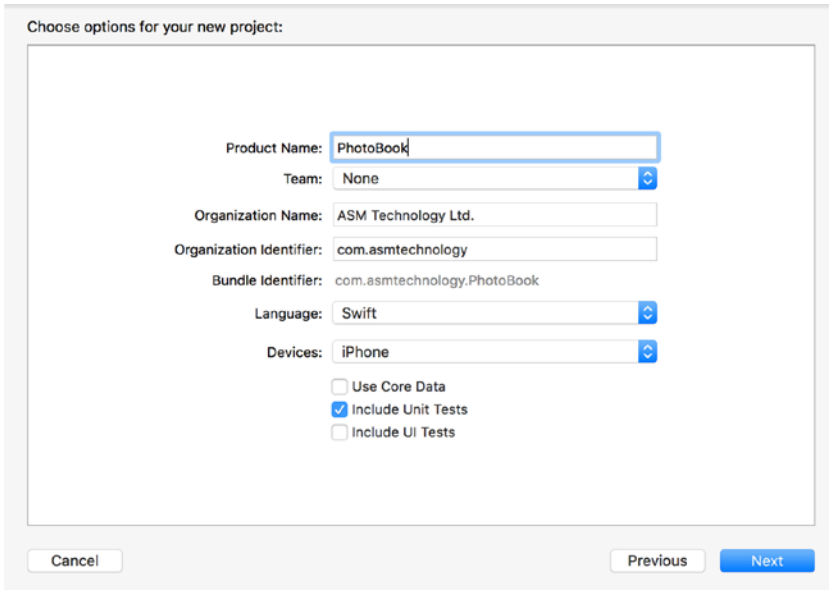 Choose options for your new project:
Product Name: PhotoBook
Team: None
Organization Name: ASM Technology Ltd.
Organization Identifier: com.asmtechnology
Bundle Identifier: com.asmtechnology.PhotoBook
Language: Swift
Devices: iPhone
Use Core Data
Include Unit Tests
Include UI Tests
Cancel Previous Next